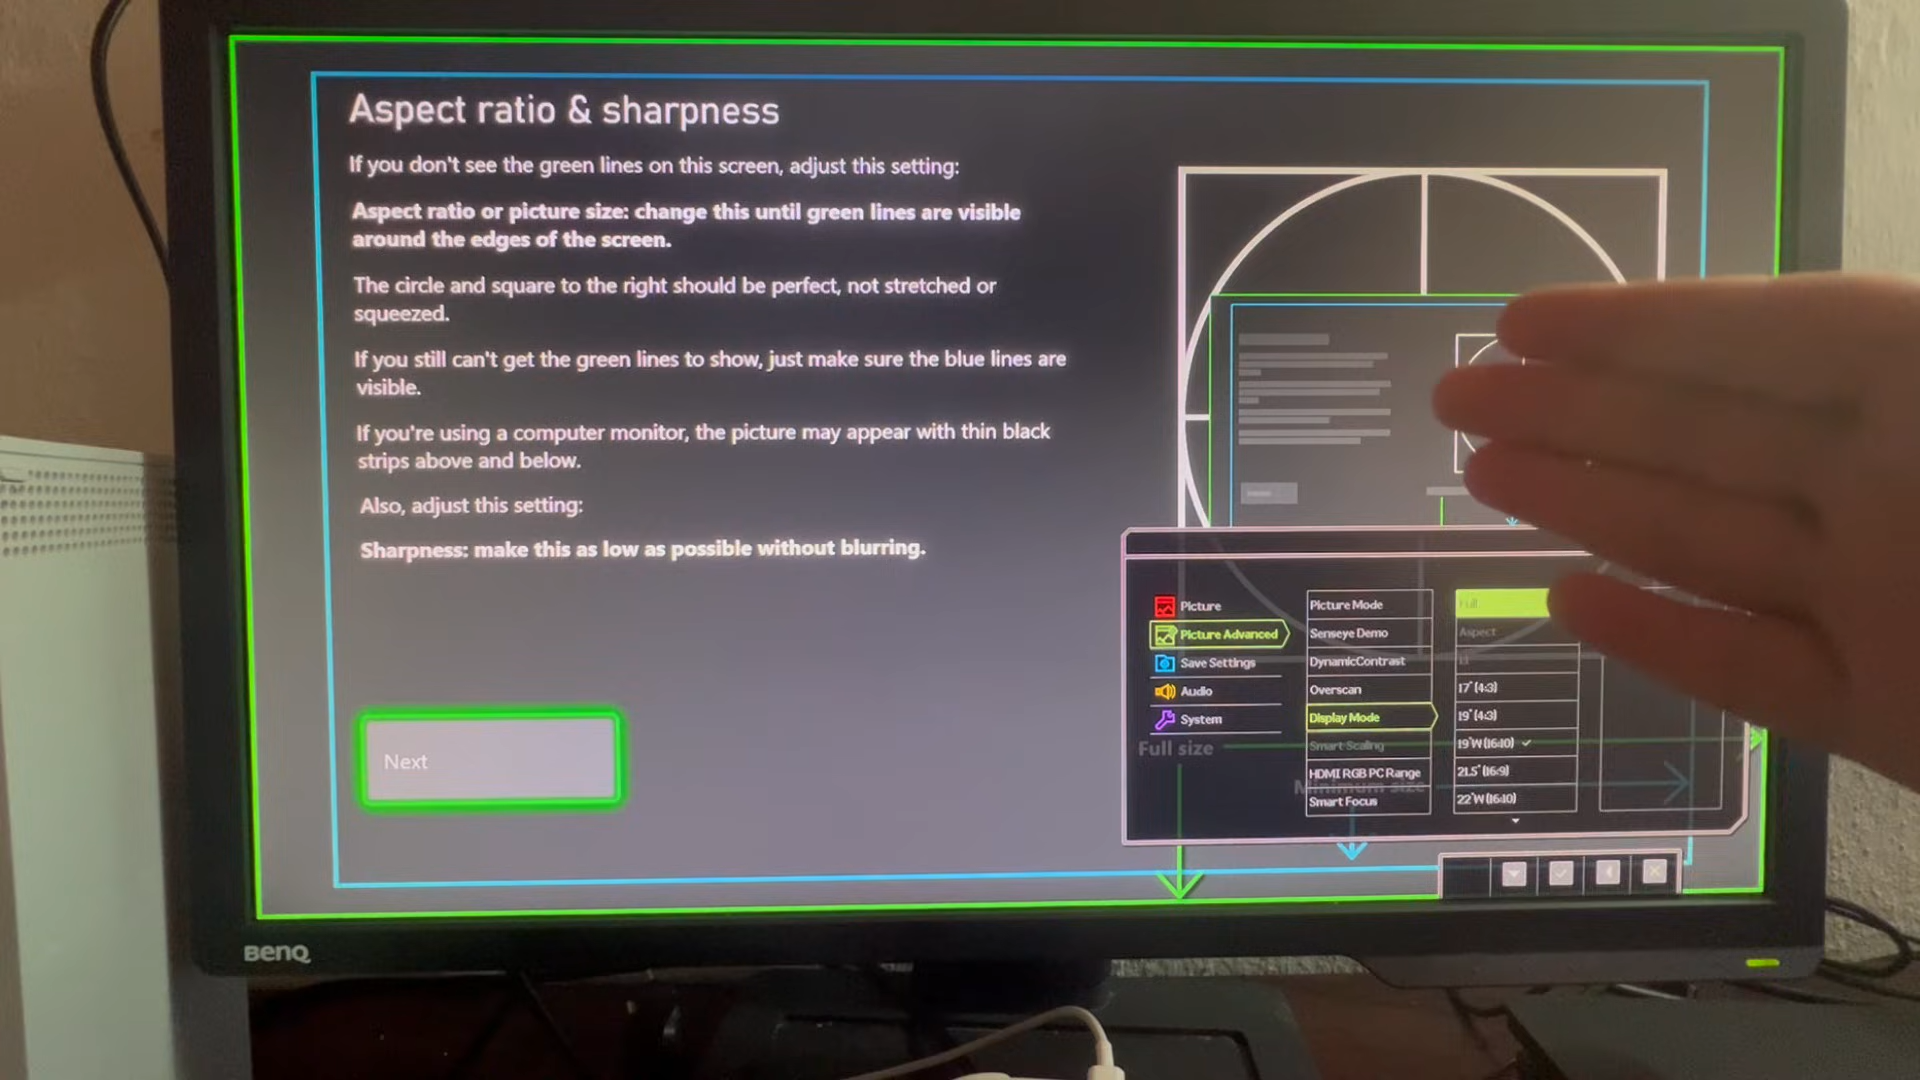 Aspect ratio & sharpness
If you don't see the green lines on this screen, adjust this setting:
Aspect ratio or picture size: change this until green lines are visible
around the edges of the screen.
The circle and square to the right should be perfect, not stretched or
squeezed.
If you still can't get the green lines to show, just make sure the blue lines are
visible.
If you're using a computer monitor, the picture may appear with thin black
strips above and below.
Also, adjust this setting:
Sharpness: make this as low as possible without blurring.
Next
Picture
Picture Advanced
Save Settings
Audio
System
Full size
Picture Mode
Senseye Demo
DynamicContrast
Overscan
Display Mode
Smart Scaling
HDMI RGB PC Range
Minimum size
Smart Focus
Full
Aspect
17" (4:3)
19" (4:3)
19"W (16:10)
21.5" (16:9)
22"W (16:10)
BenQ